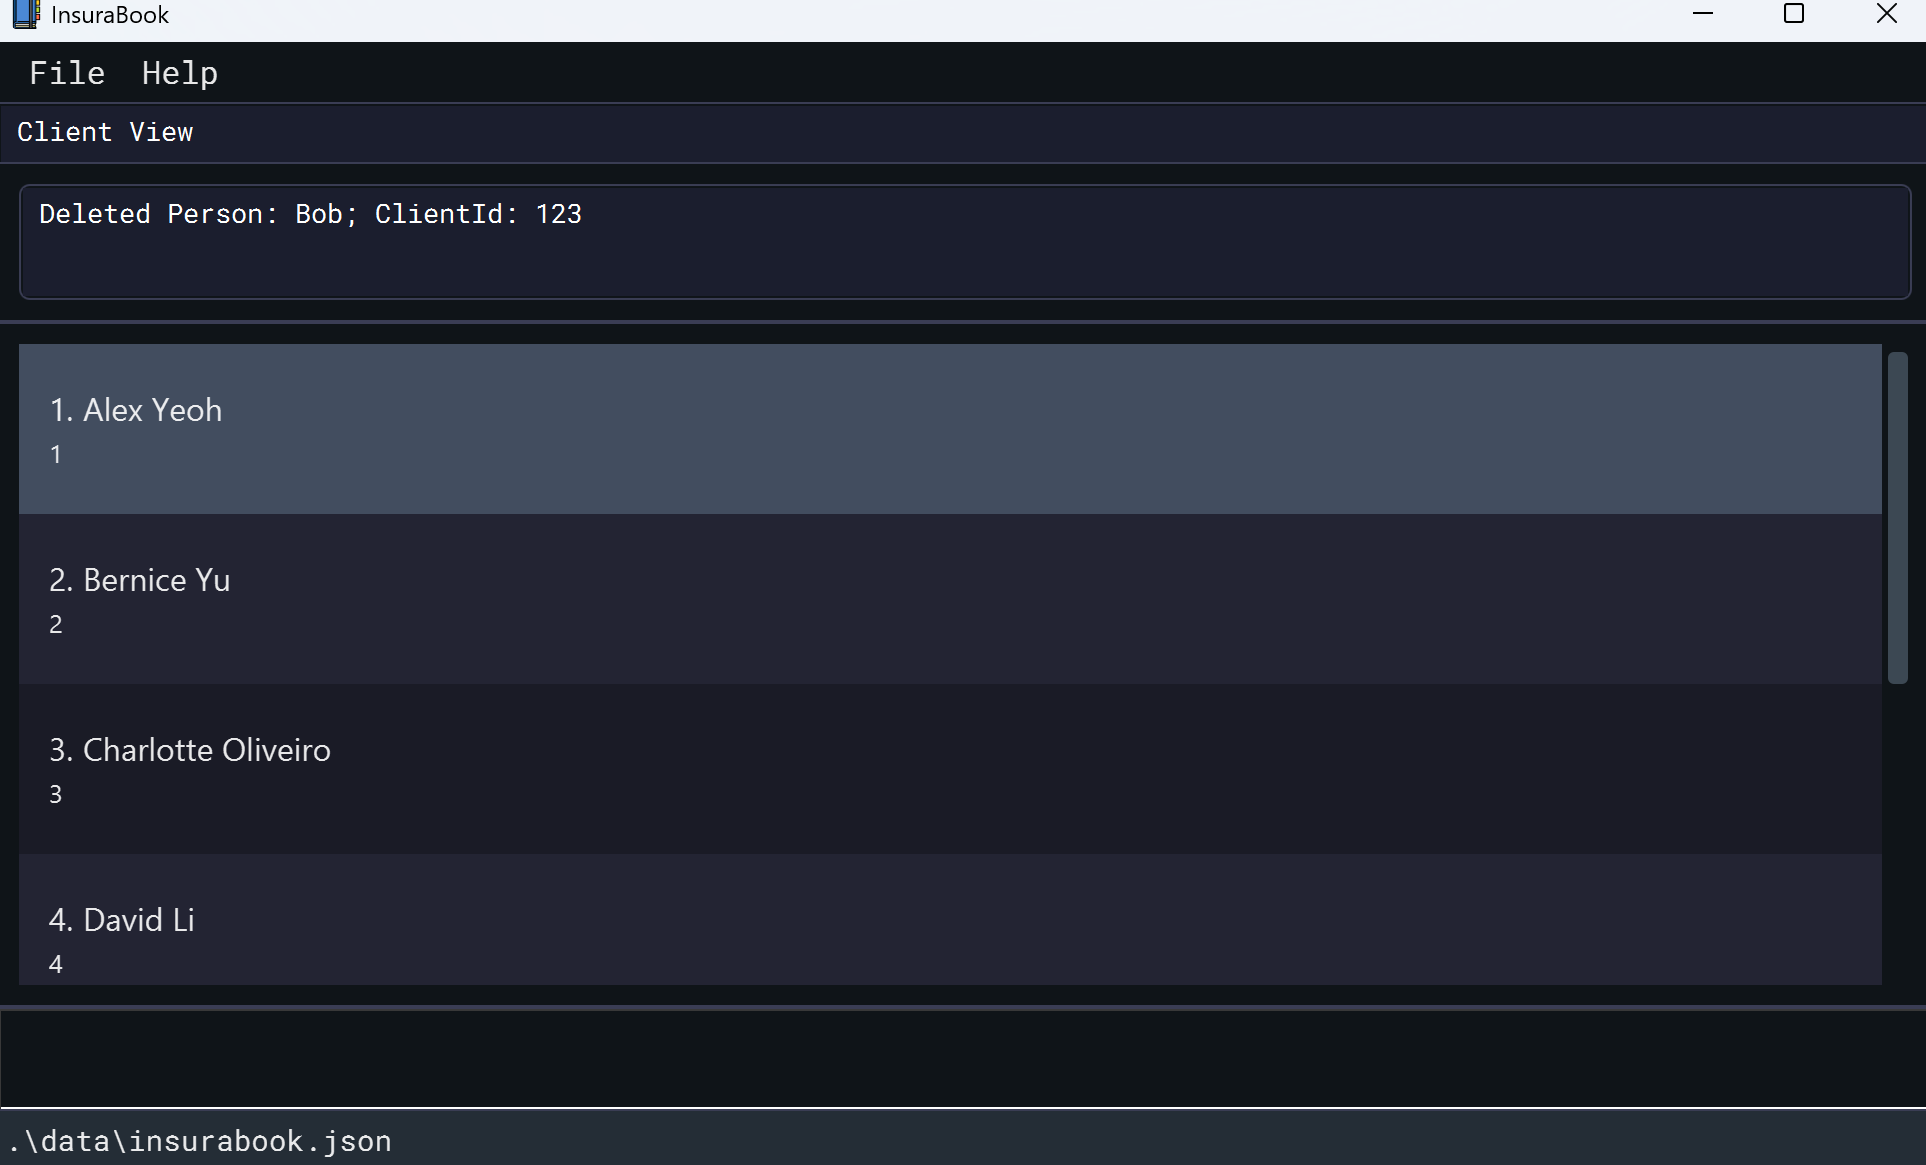 InsuraBook
File Help
Client View
Deleted Person: Bob; ClientId: 123
1. Alex Yeoh
1
2. Bernice Yu
2
3. Charlotte Oliveiro
3
4. David Li
4
.\data\insurabook.json